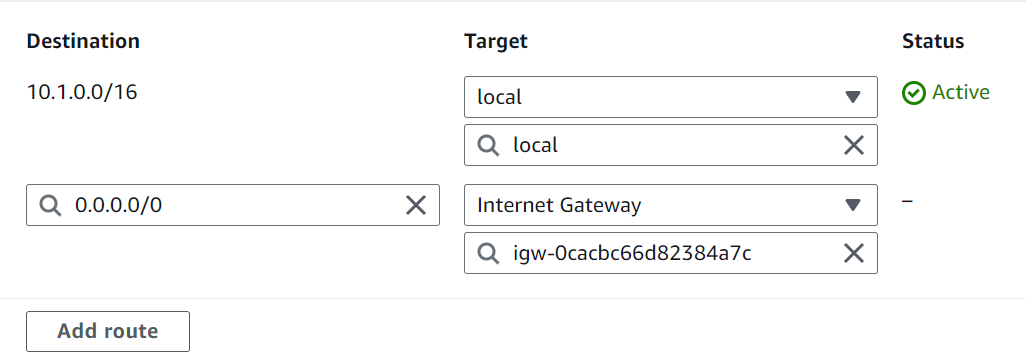 Destination Target Status
10.1.0.0/16 local Active
local
0.0.0.0/0 Internet Gateway –
igw-0cacbc66d82384a7c
Add route